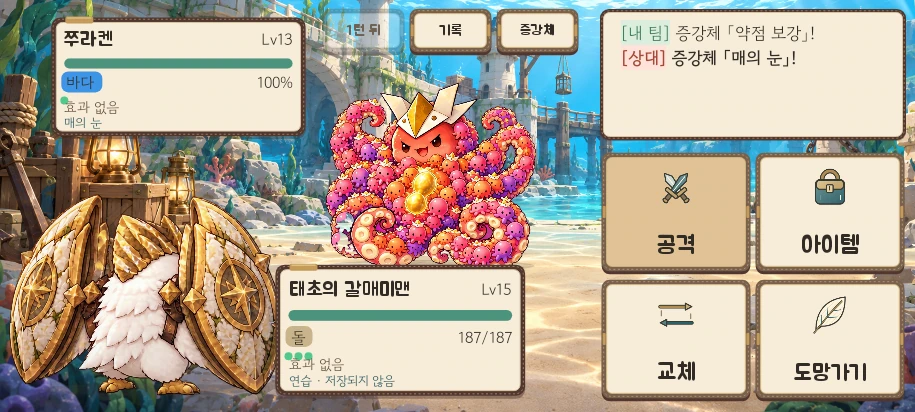 쭈라켄 Lv13
바다 100%
효과 없음
매의 눈
1턴 뒤
기록
증강체
[내 팀] 증강체 「약점 보강」!
[상대] 증강체 「매의 눈」!
공격
아이템
교체
도망가기
태초의 갈매미맨 Lv15
돌 187/187
효과 없음
연습 · 저장되지 않음